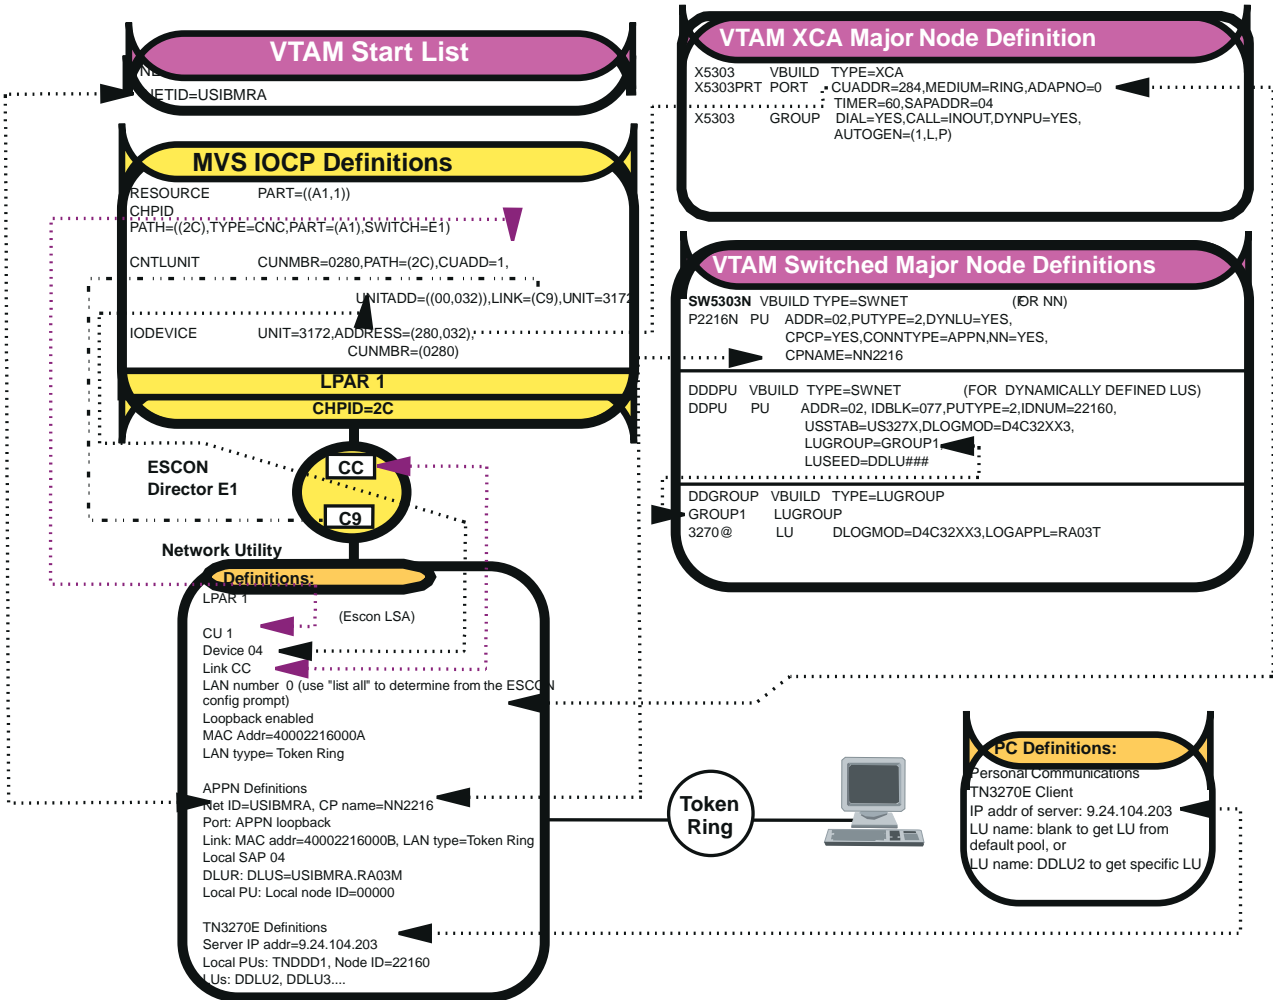 VTAM Start List
NETID=USIBMRA
MVS IOCP Definitions
RESOURCE PART=((A1,1))
CHPID
PATH=((2C),TYPE=CNC,PART=(A1),SWITCH=E1)
CNTLUNIT CUNMBR=0280,PATH=(2C),CUADD=1,
UNITADD=((00,032)),LINK=(C9),UNIT=3172
IODEVICE UNIT=3172,ADDRESS=(280,032),
CUNMBR=(0280)
LPAR 1
CHPID=2C
ESCON
Director E1
CC
C9
Network Utility
Definitions:
LPAR 1
(Escon LSA)
CU 1
Device 04
Link CC
LAN number 0 (use "list all" to determine from the ESCON
config prompt)
Loopback enabled
MAC Addr=40002216000A
LAN tyype= Token Ring
APPN Definitions
Net ID=USIBMRA, CP name=NN2216
Port: APPN loopback
Link: MAC addr=40002216000B, LAN type=Token Ring
Local SAP 04
DLUR: DLUS=USIBMRA.RA03M
Local PU: Local node ID=00000
TN3270E Definitions
Server IP addr=9.24.104.203
Local PUs: TNDDD1, Node ID=22160
LUs: DDLU2, DDLU3....
VTAM XCA Major Node Definition
X5303 VBUILD TYPE=XCA
X5303PRT PORT CUADDR=284,MEDIUM=RING,ADAPNO=0
TIMER=60,SAPADDR=04
X5303 GROUP DIAL=YES,CALL=INOUT,DYNPU=YES,
AUTOGEN=(1,L,P)
VTAM Switched Major Node Definitions
SW5303N VBUILD TYPE=SWNET (FOR NN)
P2216N PU ADDR=02,PUTYPE=2,DYNLU=YES,
CPCP=YES,CONNTYPE=APPN,NN=YES,
CPNAME=NN2216
DDDPU VBUILD TYPE=SWNET (FOR DYNAMICALLY DEFINED LUS)
DDPU PU ADDR=02, IDBLK=077,PUTYPE=2,IDNUM=22160,
USSTAB=US327X,DLOGMOD=D4C32XX3,
LUGROUP=GROUP1,
LUSEED=DDLU###
DDGROUP VBUILD TYPE=LUGROUP
GROUP1 LUGROUP
3270@ LU DLOGMOD=D4C32XX3,LOGAPPL=RA03T
Token
Ring
PC Definitions:
Personal Communications
TN3270E Client
IP addr of server: 9.24.104.203
LU name: blank to get LU from
default pool, or
LU name: DDLU2 to get specific LU